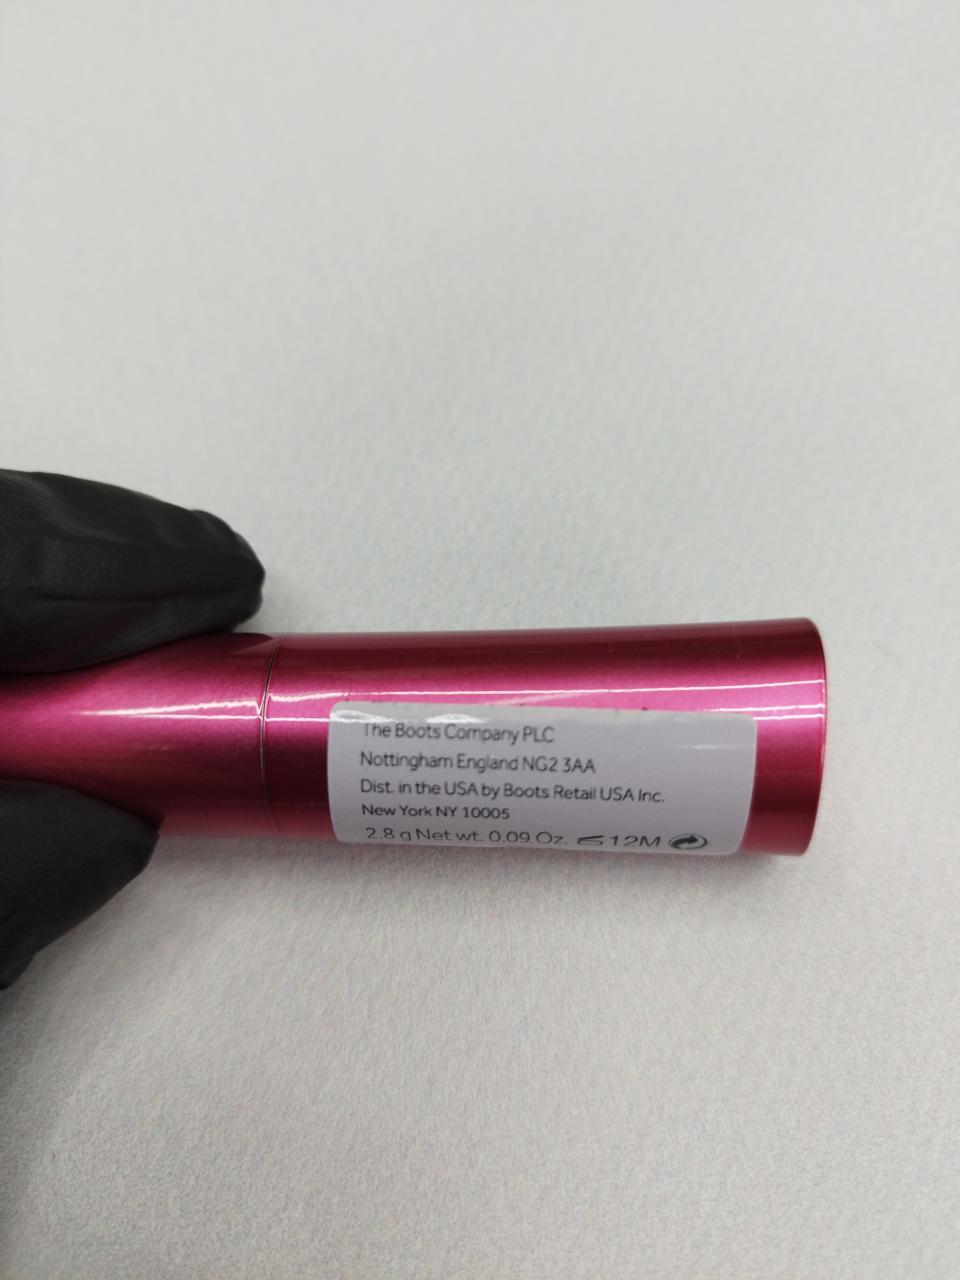 The Boots Company PLC
Nottingham England NG2 3AA
Dist. in the USA by Boots Retail USA Inc.
New York NY 10005
2.8 g Net wt. 0.09 Oz. 12M